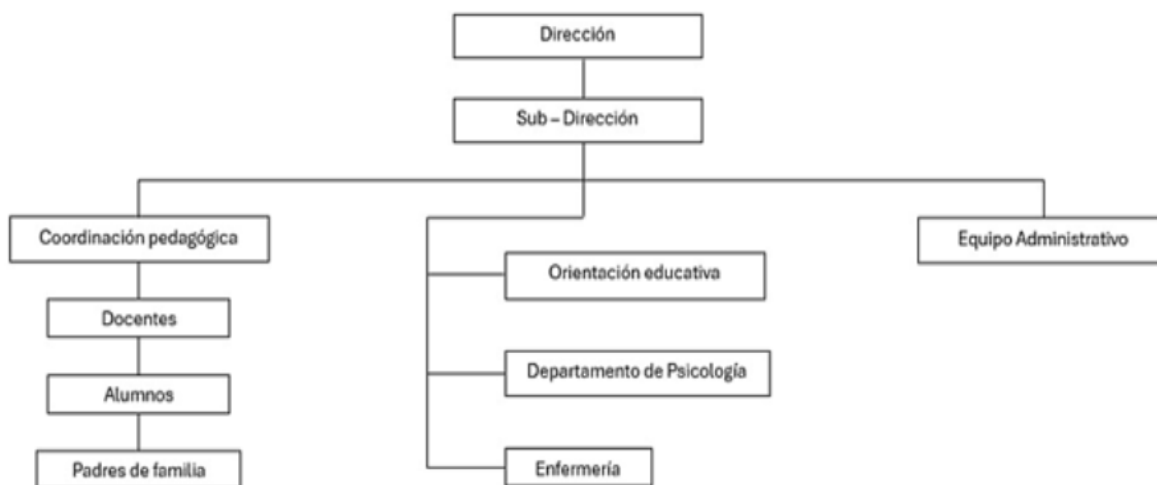 Dirección
Sub – Dirección
Coordinación pedagógica
Equipo Administrativo
Orientación educativa
Docentes
Departamento de Psicología
Alumnos
Padres de familia
Enfermería